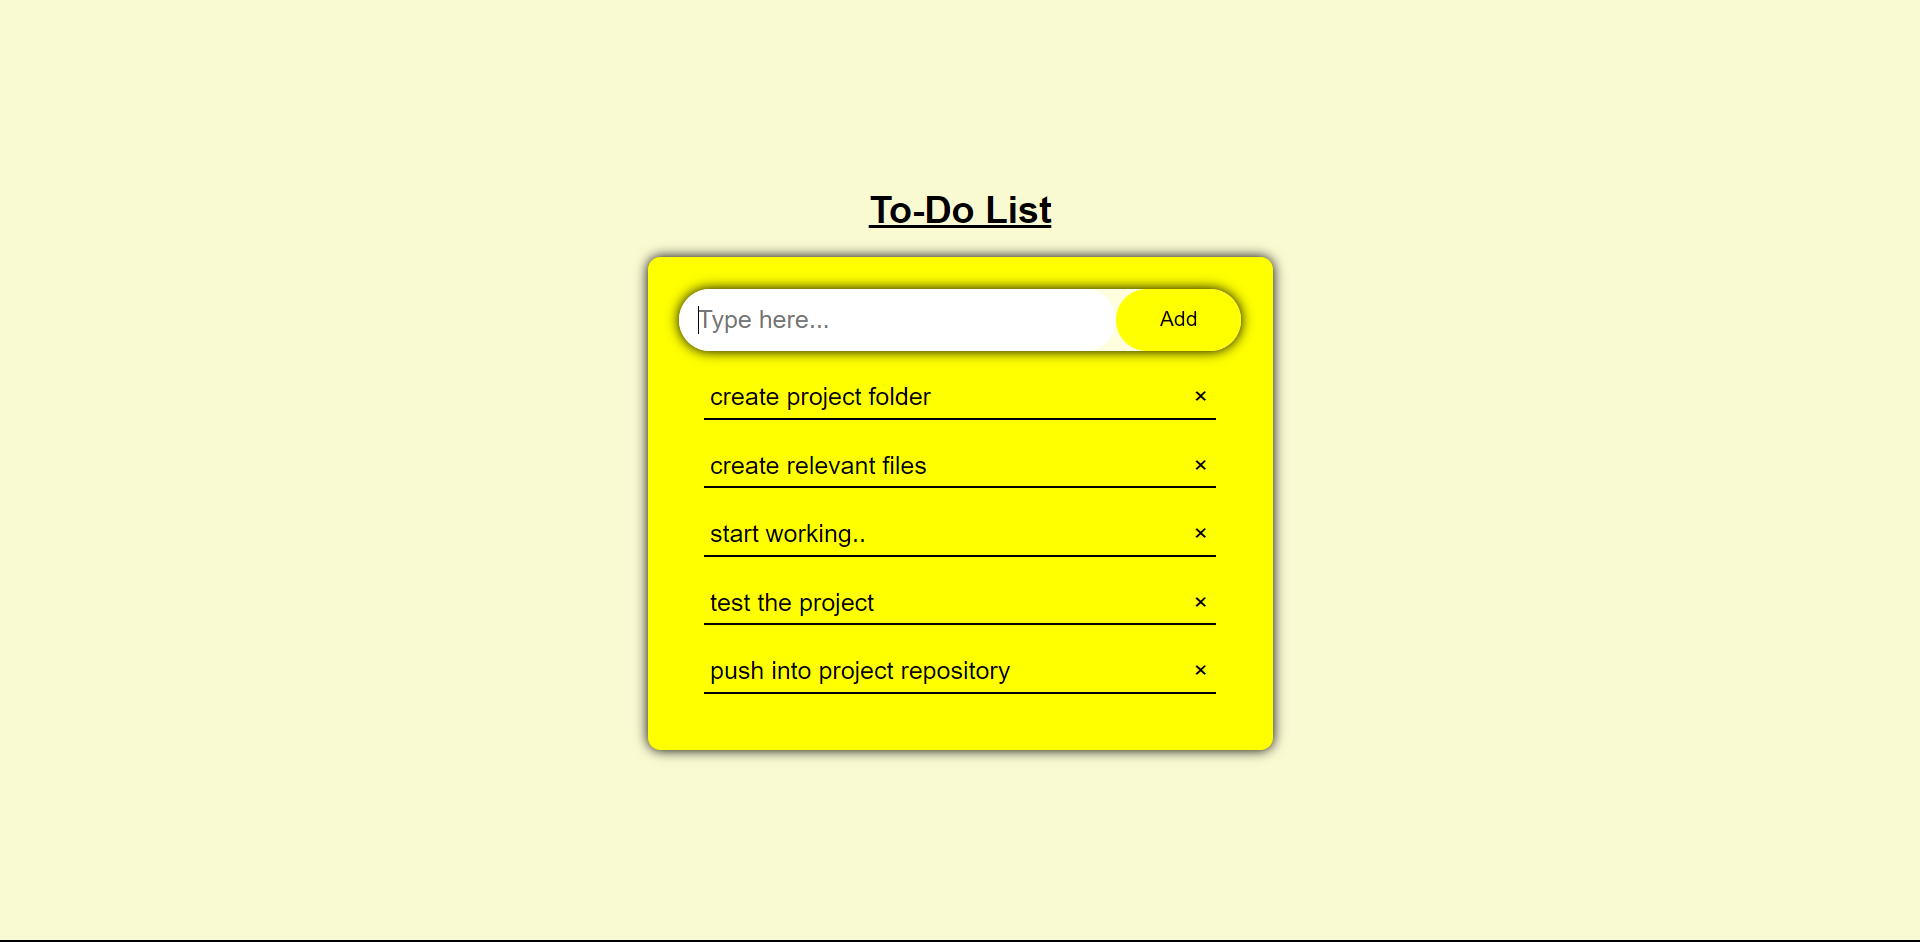 To-Do List
Type here...
Add
create project folder ×
create relevant files ×
start working.. ×
test the project ×
push into project repository ×